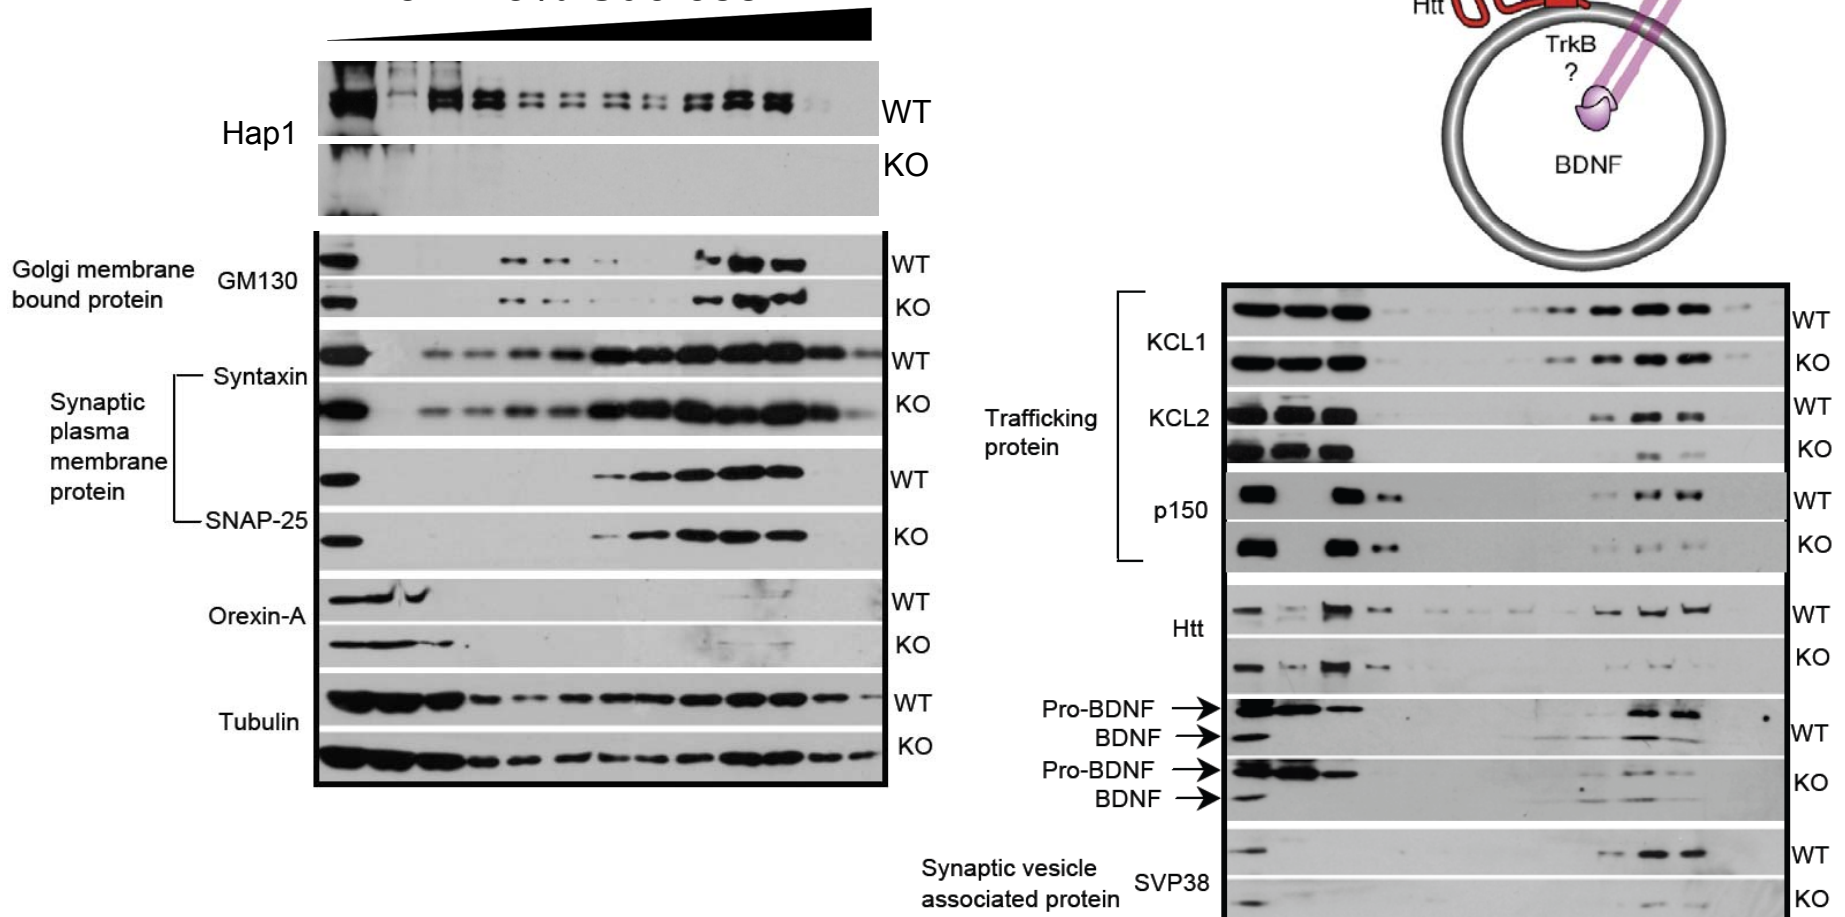 Htt
TrkB
?
BDNF
Hap1
WT
KO
Golgi membrane
bound protein
GM130
WT
KO
Synaptic
plasma
membrane
protein
Syntaxin
WT
KO
SNAP-25
WT
KO
Orexin-A
WT
KO
Tubulin
WT
KO
Trafficking
protein
KCL1
WT
KO
KCL2
WT
KO
p150
WT
KO
Htt
WT
KO
Pro-BDNF
BDNF
WT
Pro-BDNF
BDNF
KO
Synaptic vesicle
associated protein
SVP38
WT
KO